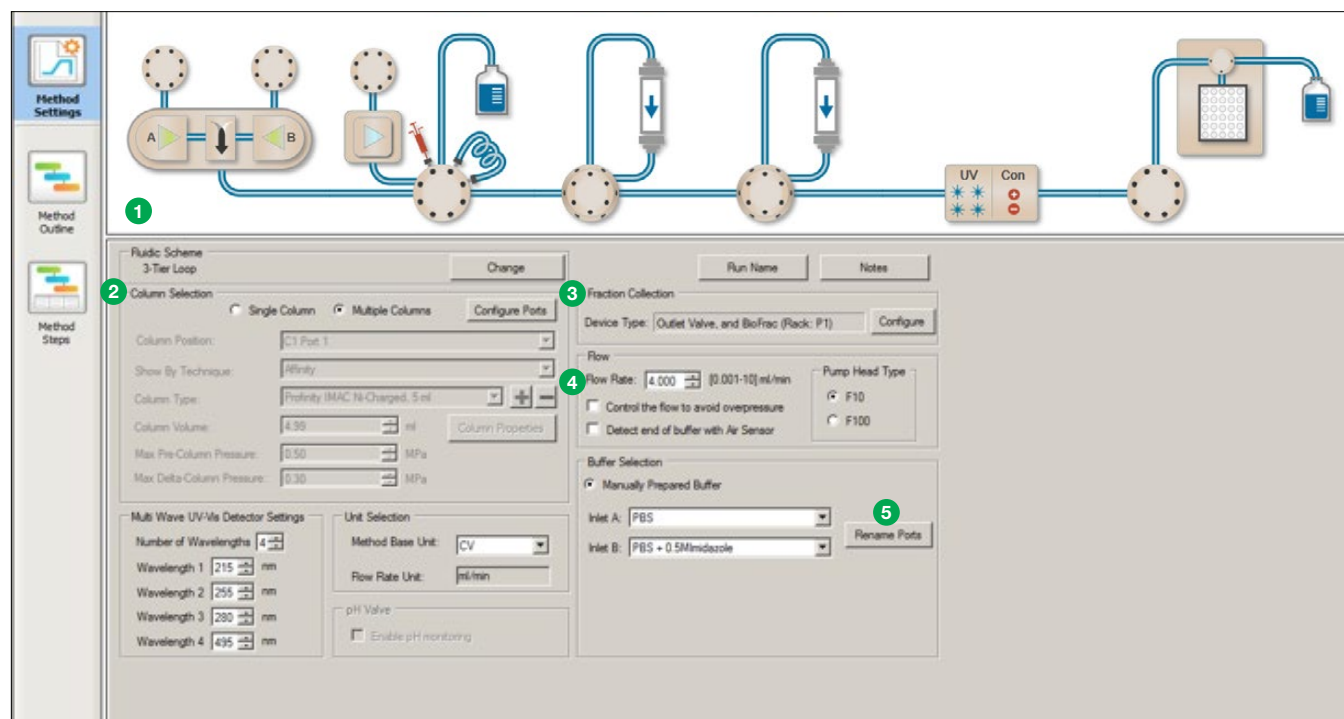 Method
Settings
Method
Outline
Method
Steps
A
B
UV
Con
1
Fluidic Scheme
3-Tier Loop
Change
Run Name
Notes
2
Column Selection
Single Column
Multiple Columns
Configure Ports
Column Position:
C1 Port 1
Show By Technique:
Affinity
Column Type:
Profinity IMAC Ni-Charged, 5 ml
Column Volume:
4.99
ml
Column Properties
Max Pre-Column Pressure:
0.50
MPa
Max Delta-Column Pressure:
0.30
MPa
3
Fraction Collection
Device Type:
Outlet Valve, and BioFrac (Rack: P1)
Configure
Flow
4
Flow Rate:
4.000
[0.001-10] ml/min
Control the flow to avoid overpressure
Detect end of buffer with Air Sensor
Pump Head Type
F10
F100
Multi Wave UV-Vis Detector Settings
Number of Wavelengths
4
Wavelength 1
215
nm
Wavelength 2
255
nm
Wavelength 3
280
nm
Wavelength 4
495
nm
Unit Selection
Method Base Unit:
CV
Flow Rate Unit:
ml/min
pH Valve
Enable pH monitoring
Buffer Selection
Manually Prepared Buffer
Inlet A:
PBS
Inlet B:
PBS + 0.5MImidazole
5
Rename Ports